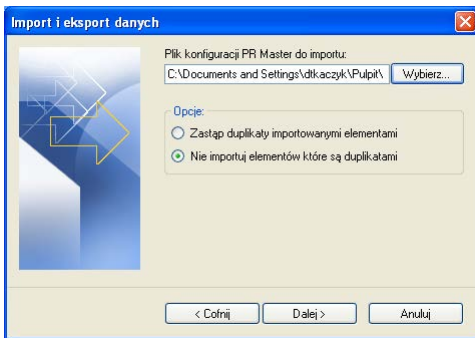 Import i eksport danych
Plik konfiguracji PR Master do importu:
C:\Documents and Settings\dtkaczyk\Pulpit\ Wybierz...
Opcje:
Zastąp duplikaty importowanymi elementami
Nie importuj elementów które są duplikatami
< Cofnij Dalej > Anuluj